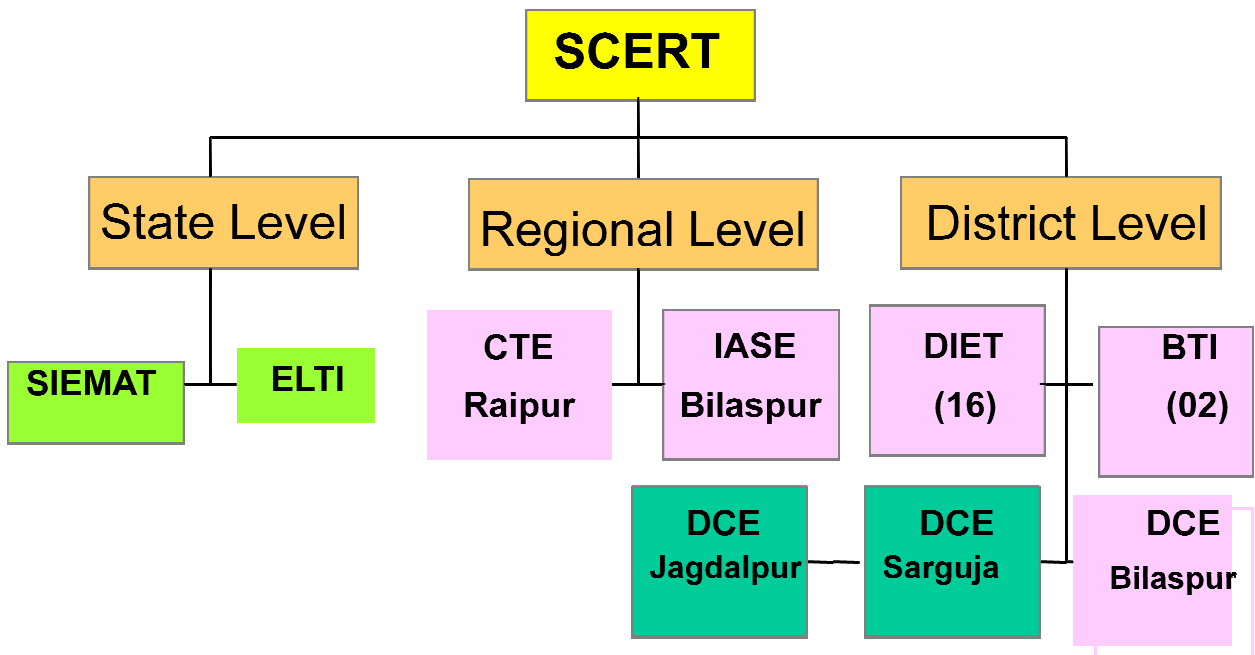 SCERT
State Level
Regional Level
District Level
SIEMAT
ELTI
CTE
Raipur
IASE
Bilaspur
DIET
(16)
BTI
(02)
DCE
Jagdalpur
DCE
Sarguja
DCE
Bilaspur